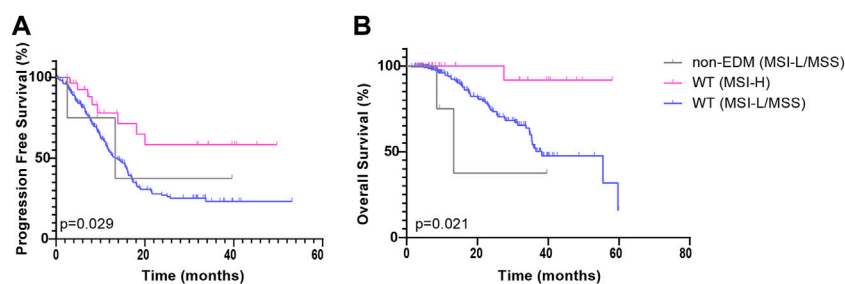 A
Progression Free Survival (%)
100
50
0
p=0.029
0 20 40 60
Time (months)
B
Overall Survival (%)
100
50
0
p=0.021
0 20 40 60 80
Time (months)
non-EDM (MSI-L/MSS)
WT (MSI-H)
WT (MSI-L/MSS)